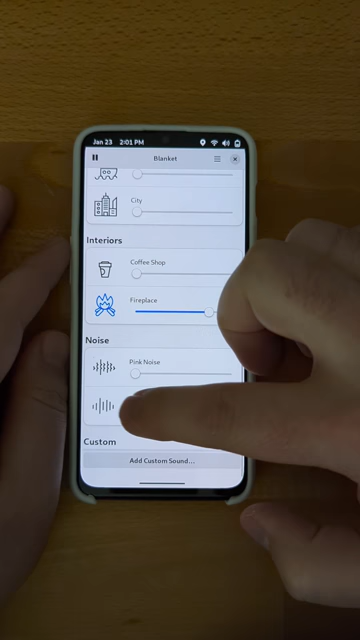 Jan 23 2:01 PM
Blanket
City
Interiors
Coffee Shop
Fireplace
Noise
Pink Noise
Custom
Add Custom Sound...